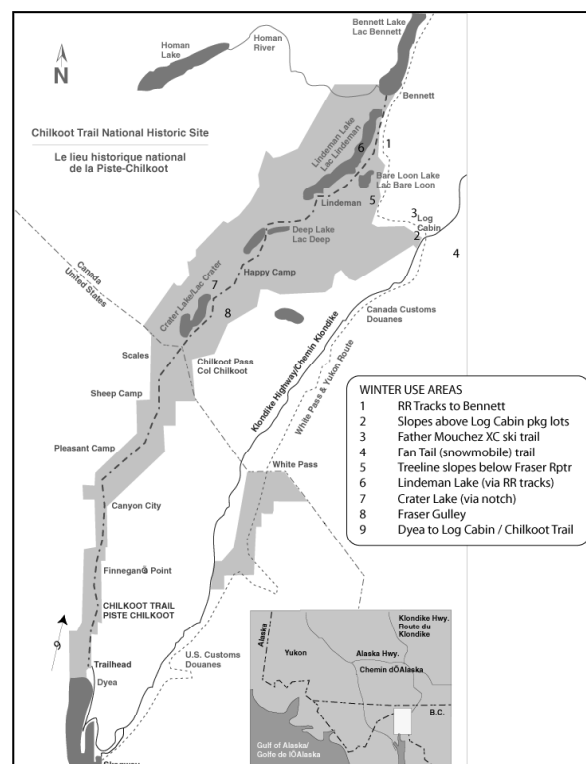 Bennett Lake
Lac Bennett
Homan
Lake
Homan
River
N
Bennett
Chilkoot Trail National Historic Site
Le lieu historique national
de la Piste-Chilkoot
Lindeman Lake
Lac Lindeman
6
1
Bare Loon Lake
Lac Bare Loon
5
Lindeman
3
Log
Cabin
2
4
Deep Lake
Lac Deep
Happy Camp
Canada
United States
Crater Lake/Lac Crater
7
8
Canada Customs
Douanes
Scales
Chilkoot Pass
Col Chilkoot
Klondike Highway/Chemin Klondike
White Pass & Yukon Route
Sheep Camp
Pleasant Camp
White Pass
Canyon City
Finnegan's Point
CHILKOOT TRAIL
PISTE CHILKOOT
9
Trailhead
Dyea
U.S. Customs
Douanes
WINTER USE AREAS
1 RR Tracks to Bennett
2 Slopes above Log Cabin pkg lots
3 Father Mouchez XC ski trail
4 Fan Tail (snowmobile) trail
5 Treeline slopes below Fraser Rptr
6 Lindeman Lake (via RR tracks)
7 Crater Lake (via notch)
8 Fraser Gulley
9 Dyea to Log Cabin / Chilkoot Trail
Klondike Hwy.
Route du
Klondike
Alaska
Yukon
Alaska Hwy.
Chemin dÕAlaska
B.C.
Gulf of Alaska/
Golfe de lÕAlaska